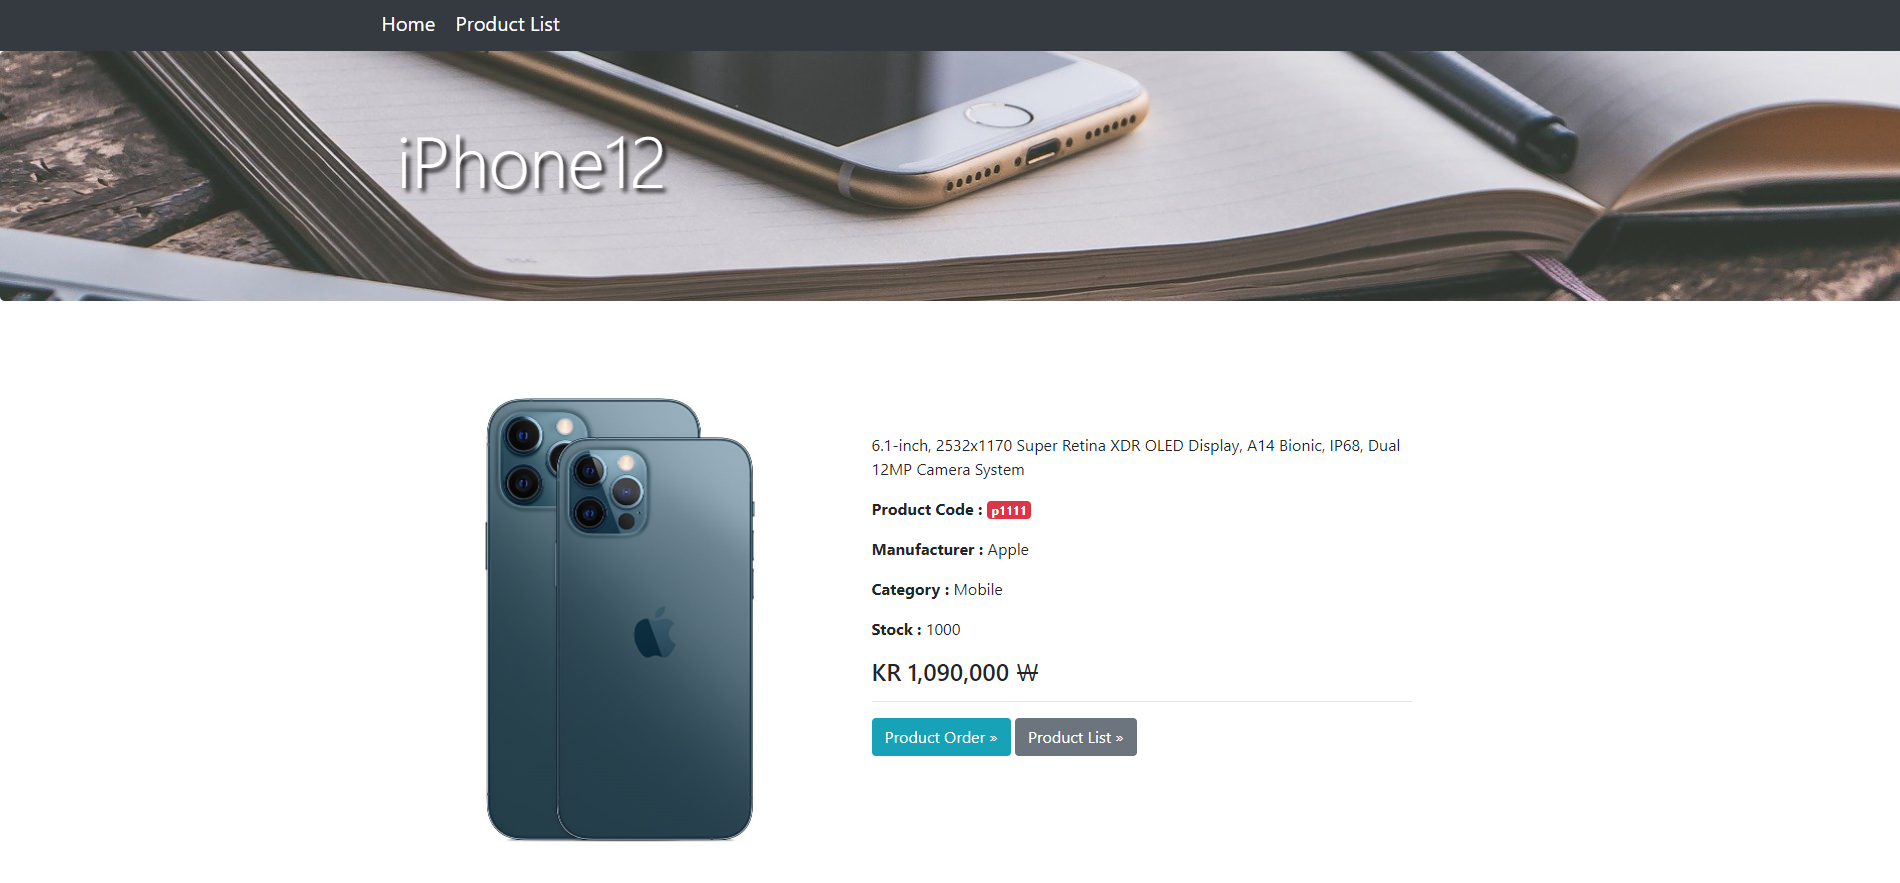 Home Product List
iPhone12
6.1-inch, 2532x1170 Super Retina XDR OLED Display, A14 Bionic, IP68, Dual
12MP Camera System
Product Code : p1111
Manufacturer : Apple
Category : Mobile
Stock : 1000
KR 1,090,000 ₩
Product Order » Product List »